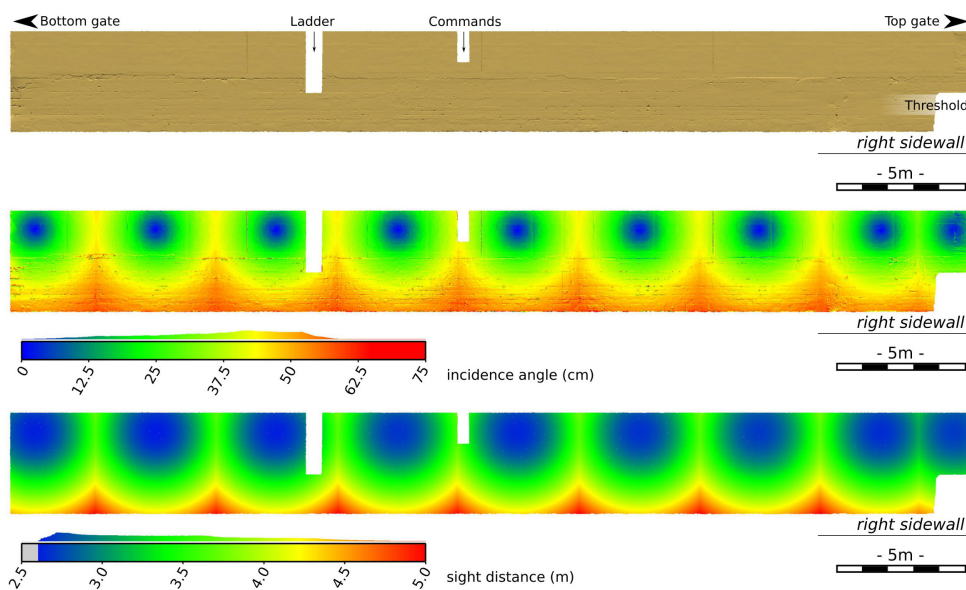 Bottom gate
Ladder
Commands
Top gate
Threshold
right sidewall
- 5m -
right sidewall
- 5m -
0
12.5
25
37.5
50
62.5
75
incidence angle (cm)
right sidewall
- 5m -
2.5
3.0
3.5
4.0
4.5
5.0
sight distance (m)